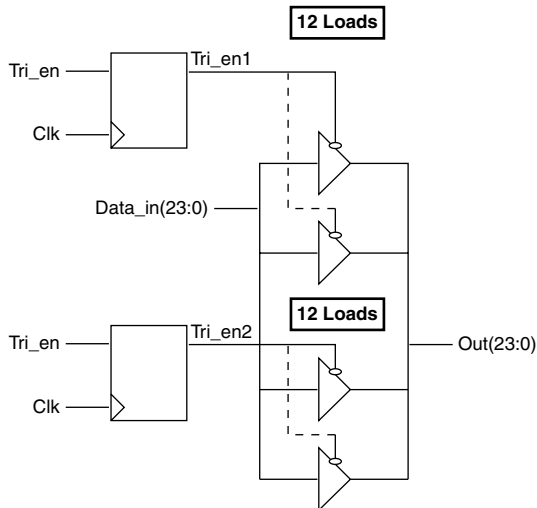 12 Loads
Tri_en
Tri_en1
Clk
Data_in(23:0)
12 Loads
Tri_en
Tri_en2
Out(23:0)
Clk